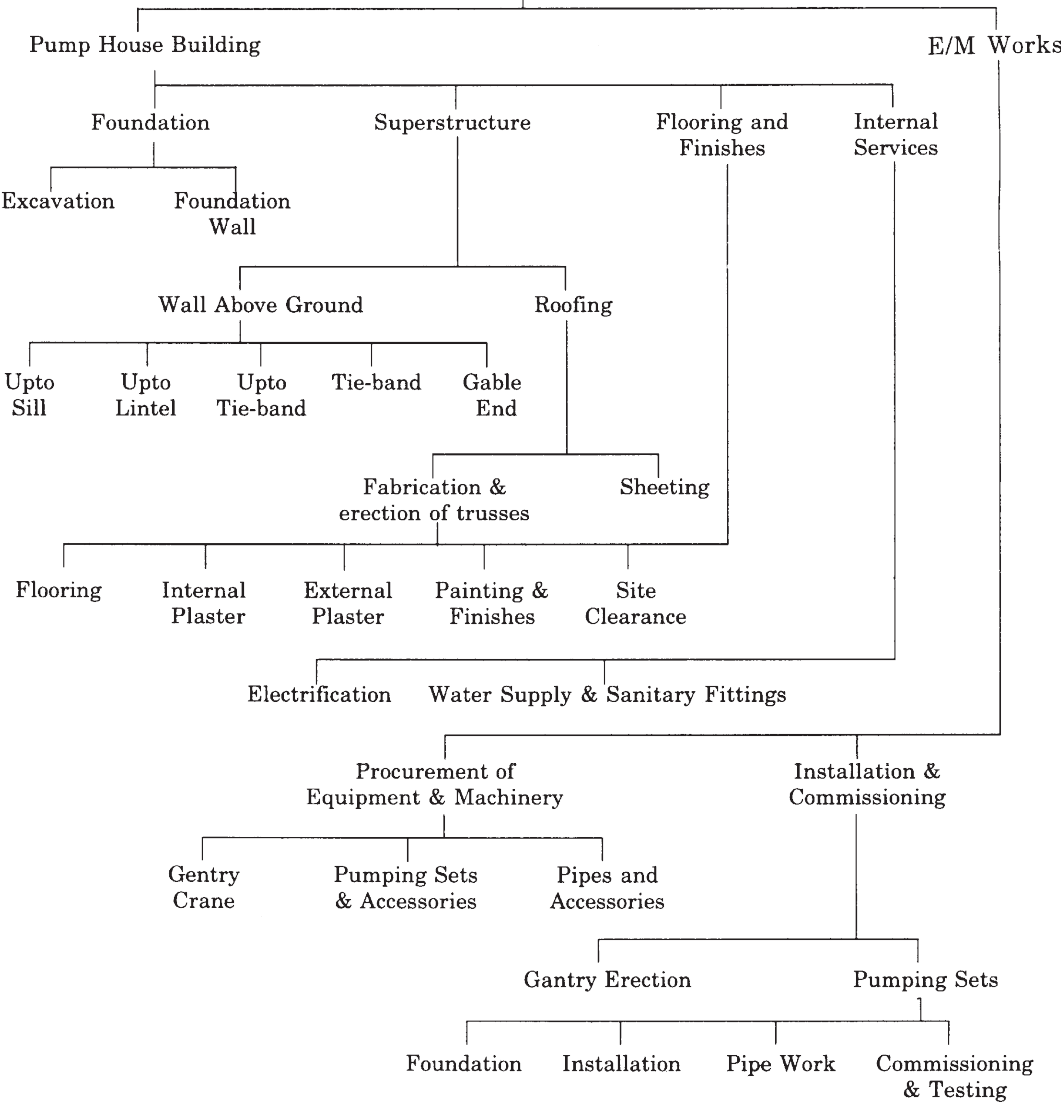 Pump House Building
E/M Works
Foundation
Superstructure
Flooring and
Finishes
Internal
Services
Excavation
Foundation
Wall
Wall Above Ground
Roofing
Upto
Sill
Upto
Lintel
Upto
Tie-band
Tie-band
Gable
End
Fabrication &
erection of trusses
Sheeting
Flooring
Internal
Plaster
External
Plaster
Painting &
Finishes
Site
Clearance
Electrification
Water Supply & Sanitary Fittings
Procurement of
Equipment & Machinery
Installation &
Commissioning
Gentry
Crane
Pumping Sets
& Accessories
Pipes and
Accessories
Gantry Erection
Pumping Sets
Foundation
Installation
Pipe Work
Commissioning
& Testing